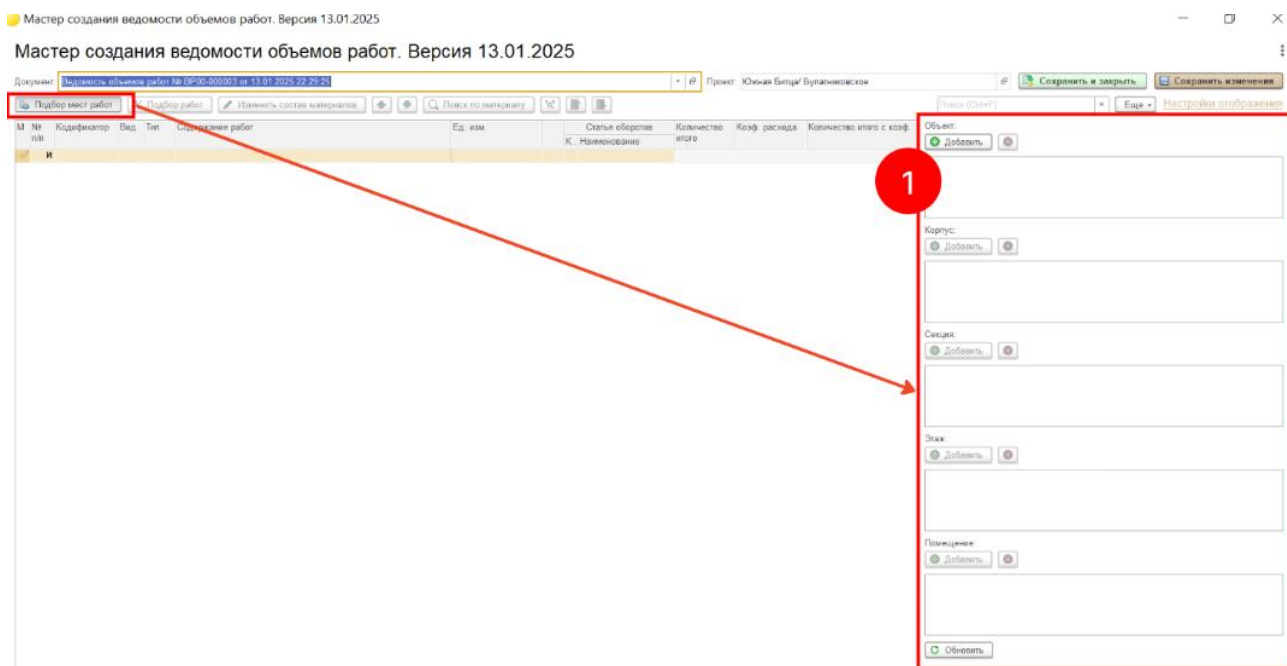 Мастер создания ведомости объемов работ. Версия 13.01.2025
Мастер создания ведомости объемов работ. Версия 13.01.2025
Документ: Ведомость объемов работ № ВР00-000003 от 13.01.2025 22:29:25 Проект: Южная Битца/ Булатниковское Сохранить и закрыть Сохранить изменения
Подбор мест работ Подбор работ Изменить состав материалов Поиск по материалу Поиск (Ctrl+F) × Еще Настройки отображения
М № п/п Кодификатор Вид Тип Содержание работ Ед. изм Статья оборотов Количество итого Коэф. расхода Количество итого с коэф.
К.. Наименование
И
1
Объект:
Добавить
Корпус:
Добавить
Секция:
Добавить
Этаж:
Добавить
Помещение:
Добавить
Обновить